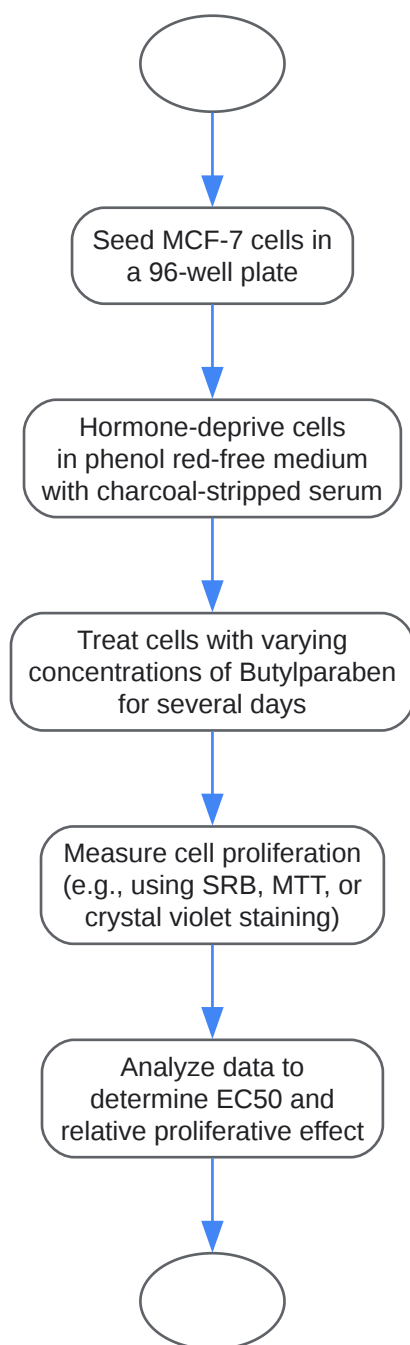 Seed MCF-7 cells in
a 96-well plate
Hormone-deprive cells
in phenol red-free medium
with charcoal-stripped serum
Treat cells with varying
concentrations of Butylparaben
for several days
Measure cell proliferation
(e.g., using SRB, MTT, or
crystal violet staining)
Analyze data to
determine EC50 and
relative proliferative effect